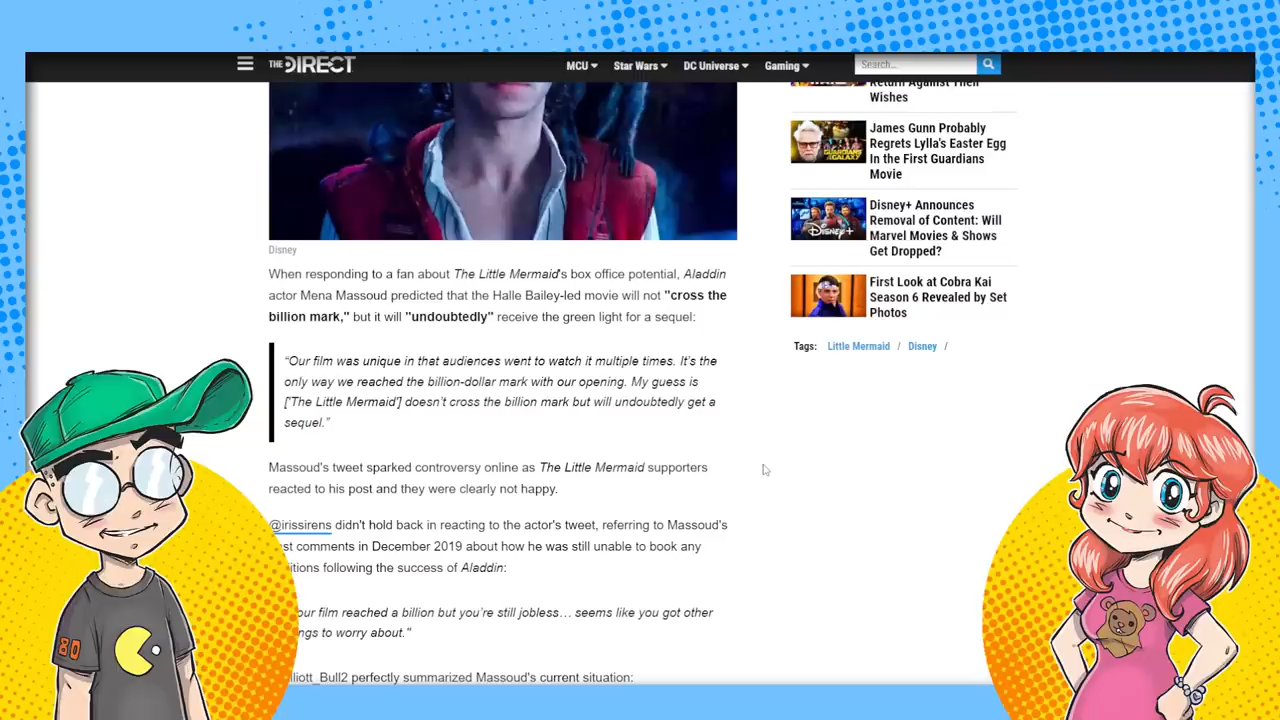 THE DIRECT
MCU
Star Wars
DC Universe
Gaming
Search...
Disney
When responding to a fan about The Little Mermaid's box office potential, Aladdin
actor Mena Massoud predicted that the Halle Bailey-led movie will not "cross the
billion mark," but it will "undoubtedly" receive the green light for a sequel:
“Our film was unique in that audiences went to watch it multiple times. It’s the
only way we reached the billion-dollar mark with our opening. My guess is
['The Little Mermaid'] doesn’t cross the billion mark but will undoubtedly get a
sequel.”
Massoud's tweet sparked controversy online as The Little Mermaid supporters
reacted to his post and they were clearly not happy.
@irissirens didn't hold back in reacting to the actor's tweet, referring to Massoud's
comments in December 2019 about how he was still unable to book any
following the success of Aladdin:
film reached a billion but you’re still jobless… seems like you got other
to worry about."
perfectly summarized Massoud's current situation:
Return Against Their
Wishes
James Gunn Probably
Regrets Lylla's Easter Egg
In the First Guardians
Movie
GUARDIANS
GALAXY
Disney+ Announces
Removal of Content: Will
Marvel Movies & Shows
Get Dropped?
Disney+
First Look at Cobra Kai
Season 6 Revealed by Set
Photos
Tags: Little Mermaid / Disney /
80